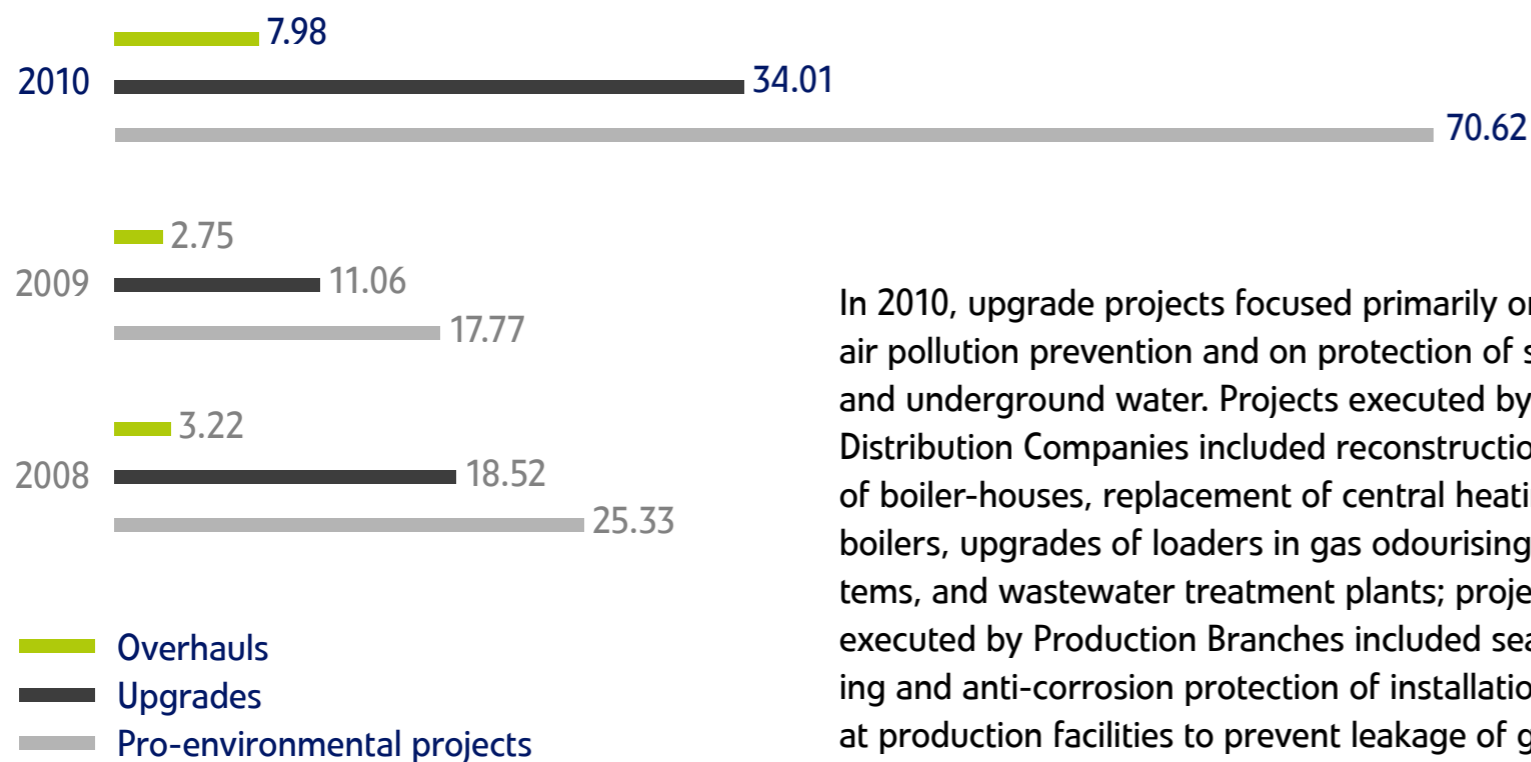 7.98
2010
34.01
70.62
2.75
2009
11.06
17.77
3.22
2008
18.52
25.33
Overhauls
Upgrades
Pro-environmental projects
In 2010, upgrade projects focused primarily
air pollution prevention and on protection of
and underground water. Projects executed by
Distribution Companies included
of boiler-houses, replacement of central
boilers, upgrades of loaders in gas odourising
tems, and wastewater treatment plants;
executed by Production Branches included
ing and anti-corrosion protection of
at production facilities to prevent leakage of